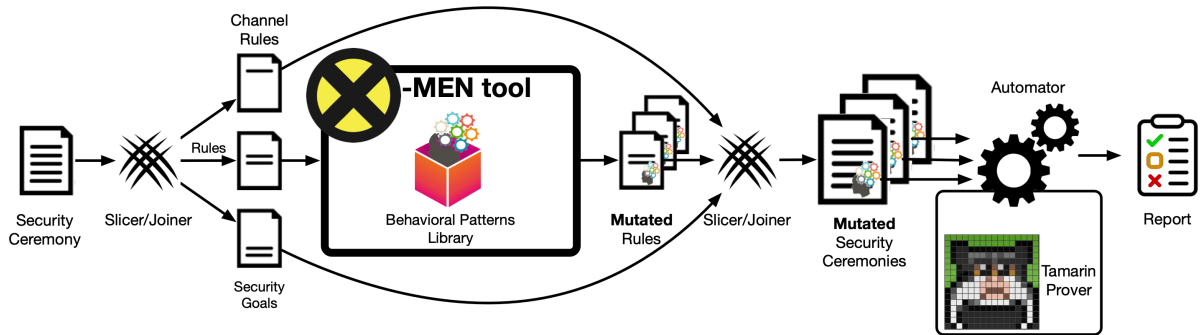 Channel
Rules
-MEN tool
Automator
Rules
Security
Ceremony
Slicer/Joiner
Behavioral Patterns
Library
Mutated
Rules
Slicer/Joiner
Mutated
Security
Ceremonies
Report
Security
Goals
Tamarin
Prover